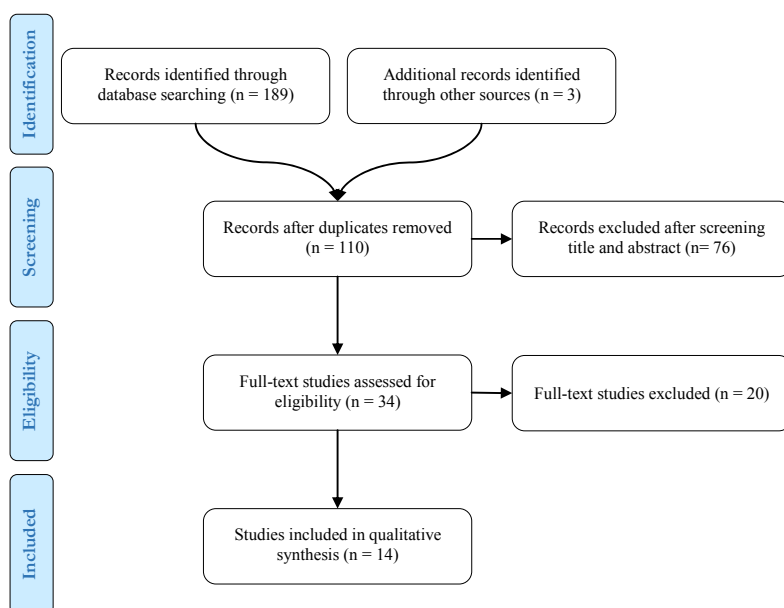 Identification
Records identified through
database searching (n = 189)
Additional records identified
through other sources (n = 3)
Screening
Records after duplicates removed
(n = 110)
Records excluded after screening
title and abstract (n= 76)
Eligibility
Full-text studies assessed for
eligibility (n = 34)
Full-text studies excluded (n = 20)
Included
Studies included in qualitative
synthesis (n = 14)